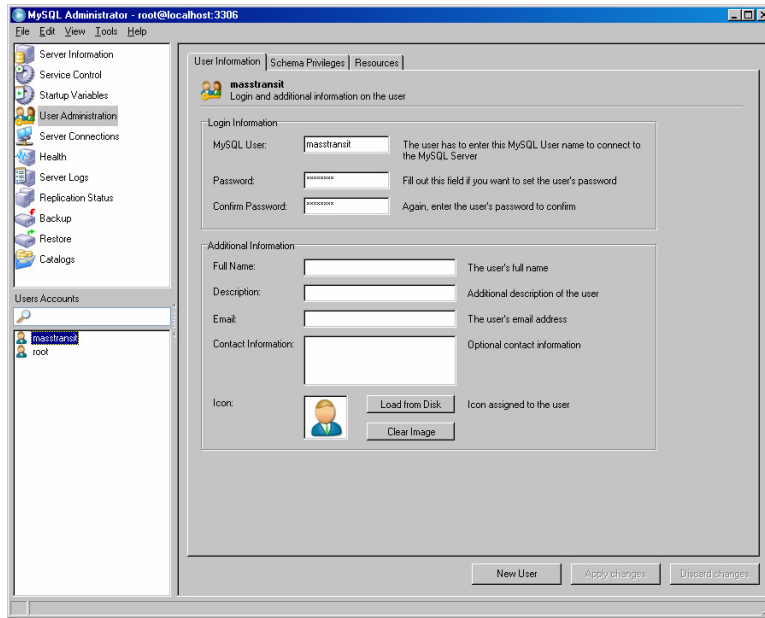 MySQL Administrator - root@localhost:3306
File Edit View Tools Help
Server Information
Service Control
Startup Variables
User Administration
Server Connections
Health
Server Logs
Replication Status
Backup
Restore
Catalogs
Users Accounts
masstransit
root
User Information Schema Privileges Resources
masstransit
Login and additional information on the user
Login Information
MySQL User: masstransit The user has to enter this MySQL User name to connect to
the MySQL Server
Password: xxxxxxxx Fill out this field if you want to set the user's password
Confirm Password: xxxxxxxx Again, enter the user's password to confirm
Additional Information
Full Name: The user's full name
Description: Additional description of the user
Email: The user's email address
Contact Information: Optional contact information
Icon: Load from Disk Icon assigned to the user
Clear Image
New User Apply changes Discard changes